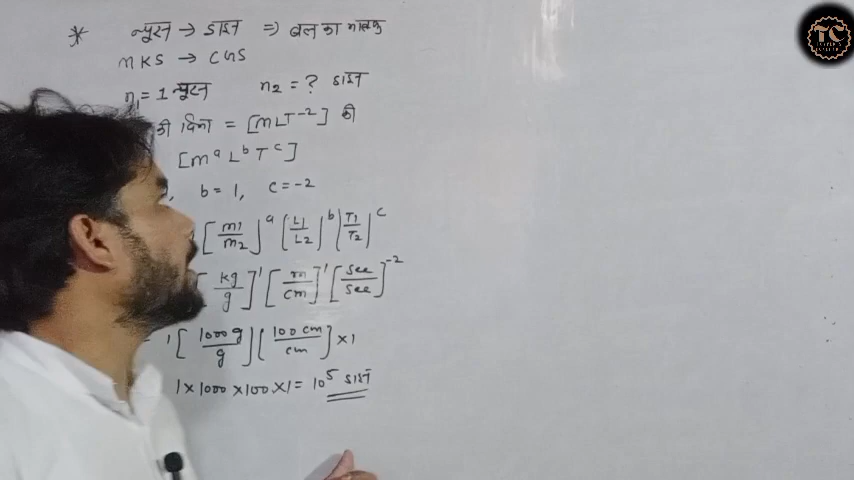 * न्यूटन → डाइन ⇒ बल का मात्रक
MKS → CGS
n₁ = 1 न्यूटन n₂ = ? डाइन
की विमा = [MLT⁻²] की
[Mᵃ Lᵇ Tᶜ]
b = 1, c = -2
[M1/M2]ᵃ [L1/L2]ᵇ [T1/T2]ᶜ
[kg/g]¹ [m/cm]¹ [sec/sec]⁻²
= 1 [1000 g/g] [100 cm/cm] × 1
1 × 1000 × 100 × 1 = 10⁵ डाइन
TC